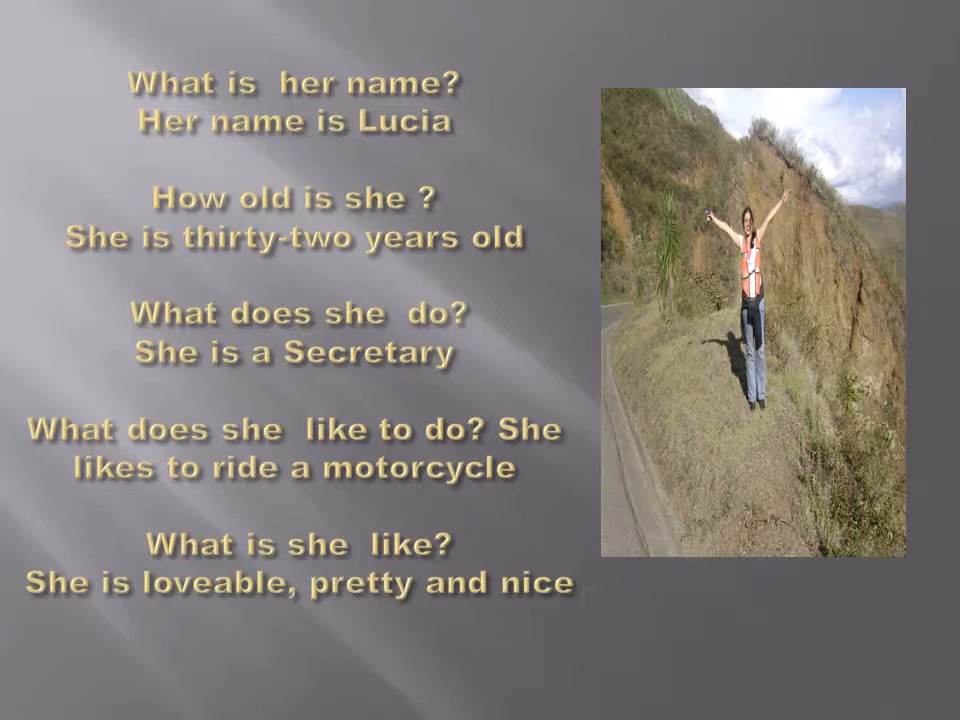 What is  her name?
Her name is Lucia
How old is she ?
She is thirty-two years old
What does she  do?
She is a Secretary
What does she  like to do? She
likes to ride a motorcycle
What is she  like?
She is loveable, pretty and nice